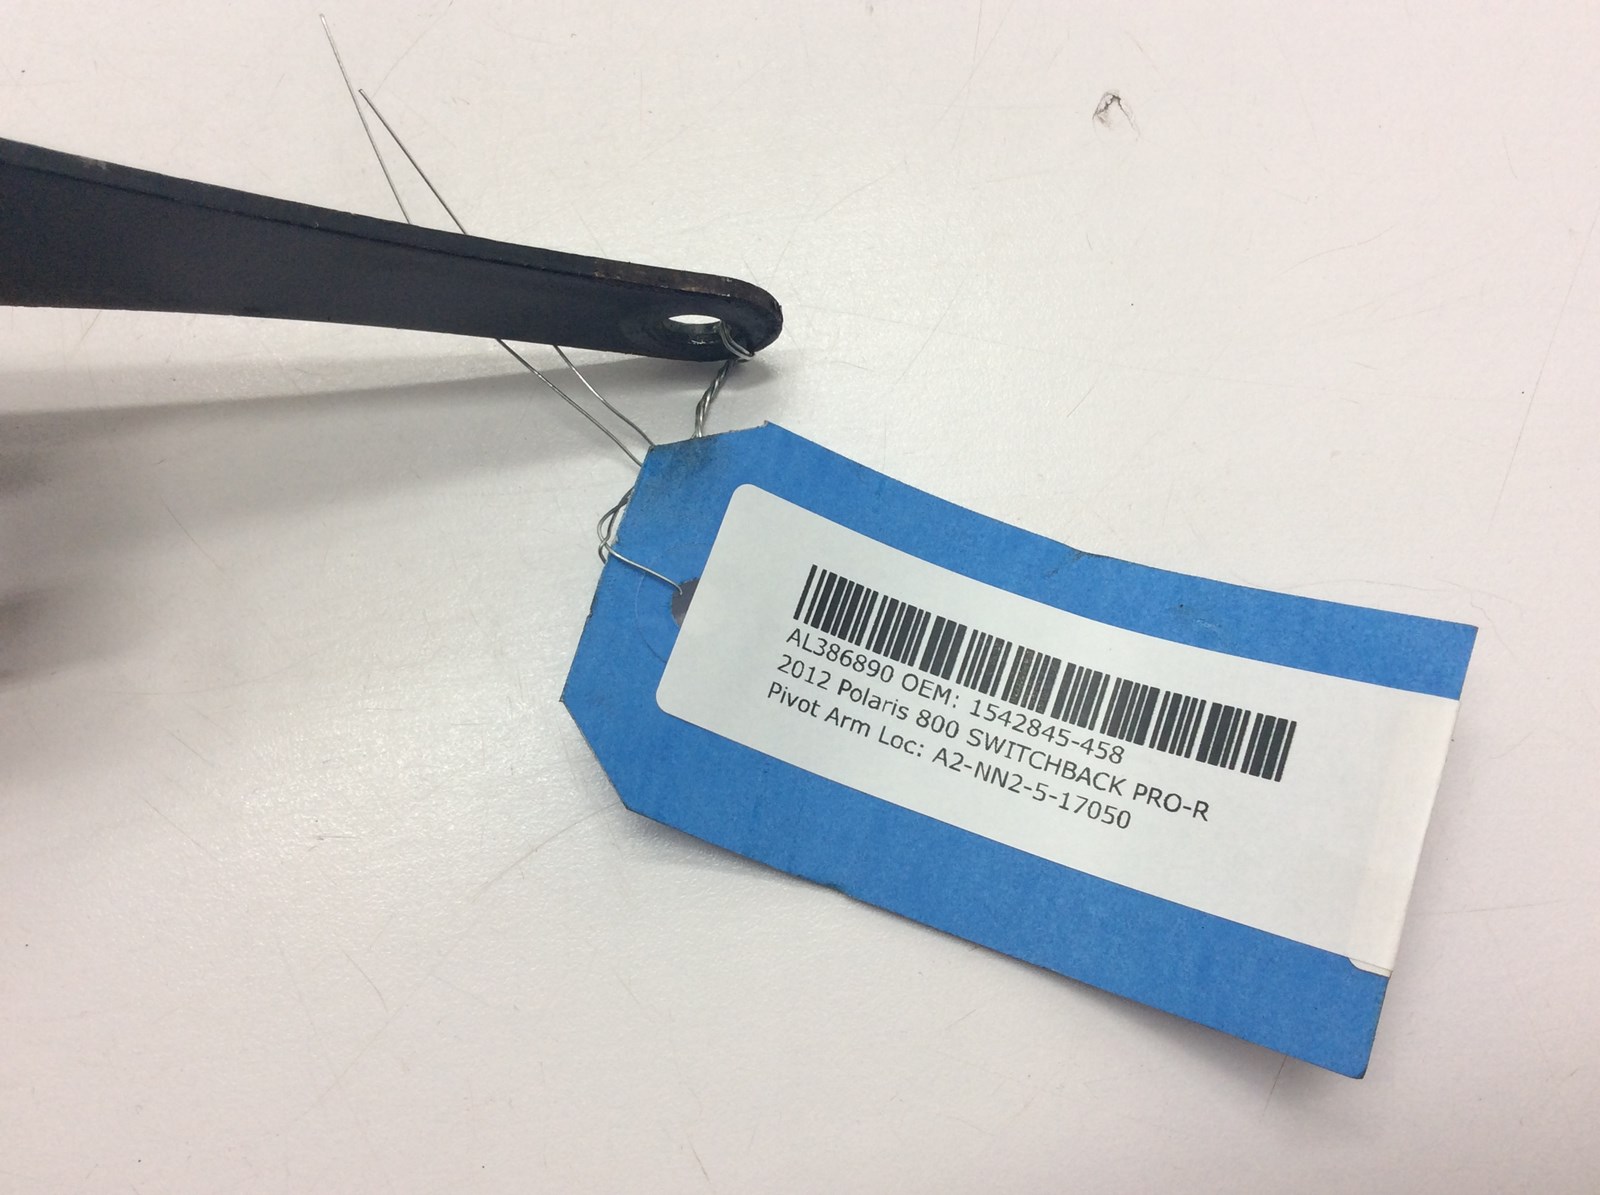 AL386890 OEM: 1542845-458
2012 Polaris 800 SWITCHBACK PRO-R
Pivot Arm Loc: A2-NN2-5-17050